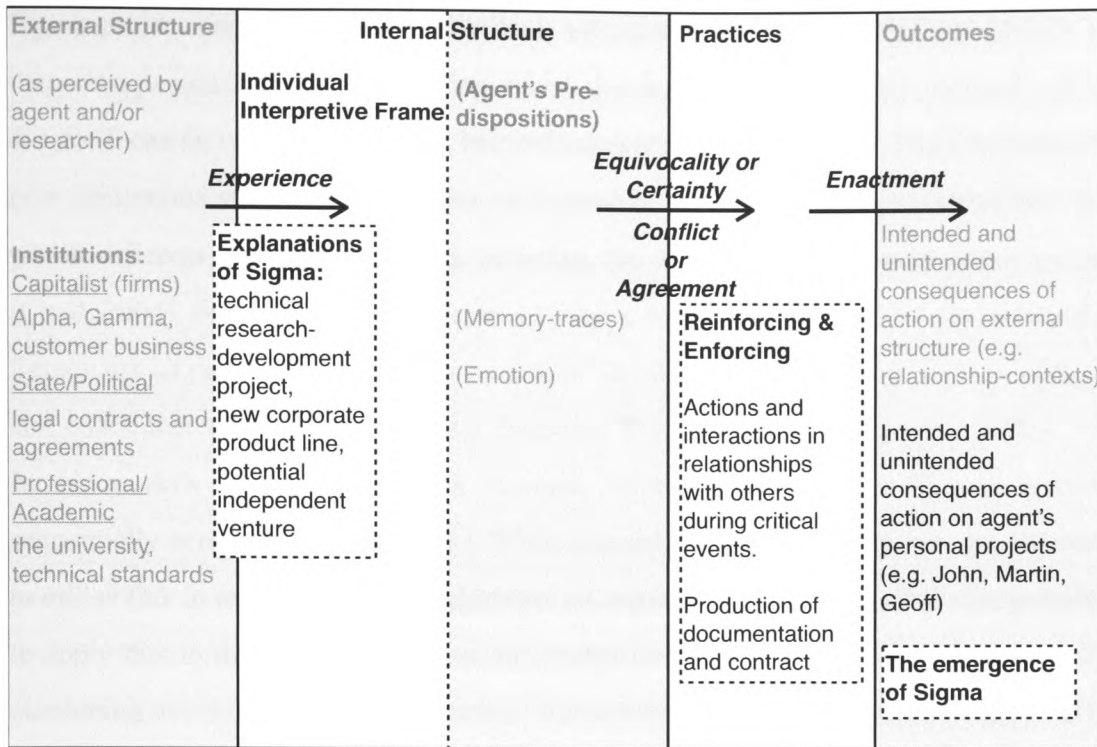 External Structure
(as perceived by
agent and/or
researcher)
Institutions:
Capitalist (firms)
Alpha, Gamma,
customer business
State/Political
legal contracts and
agreements
Professional/
Academic
the university,
technical standards
Internal Structure
Individual
Interpretive Frame
Experience
Explanations
of Sigma:
technical
research-
development
project,
new corporate
product line,
potential
independent
venture
(Agent's Pre-
dispositions)
(Memory-traces)
(Emotion)
Equivocality or
Certainty
Conflict
or
Agreement
Practices
Reinforcing &
Enforcing
Actions and
interactions in
relationships
with others
during critical
events.
Production of
documentation
and contract
Enactment
Outcomes
Intended and
unintended
consequences of
action on external
structure (e.g.
relationship-contexts)
Intended and
unintended
consequences of
action on agent's
personal projects
(e.g. John, Martin,
Geoff)
The emergence
of Sigma